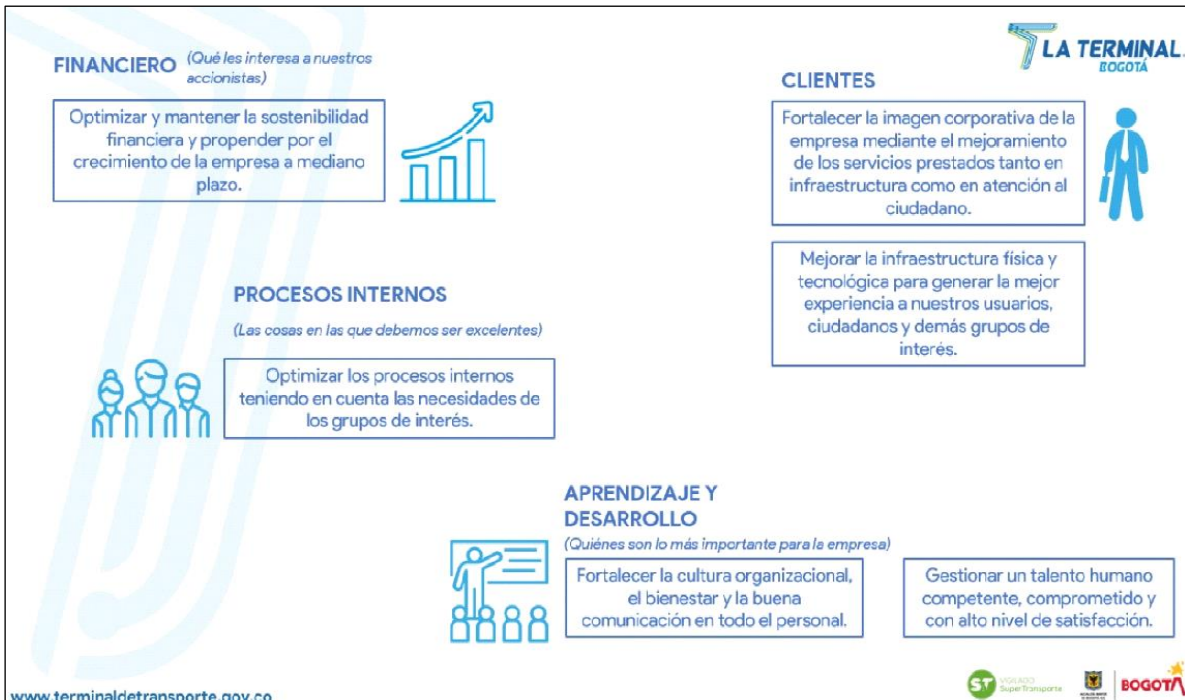 FINANCIERO (Qué les interesa a nuestros
accionistas)
Optimizar y mantener la sostenibilidad
financiera y propender por el
crecimiento de la empresa a mediano
plazo.
LA TERMINAL.
BOGOTÁ
CLIENTES
Fortalecer la imagen corporativa de la
empresa mediante el mejoramiento
de los servicios prestados tanto en
infraestructura como en atención al
ciudadano.
Mejorar la infraestructura física y
tecnológica para generar la mejor
experiencia a nuestros usuarios,
ciudadanos y demás grupos de
interés.
PROCESOS INTERNOS
(Las cosas en las que debemos ser excelentes)
Optimizar los procesos internos
teniendo en cuenta las necesidades de
los grupos de interés.
APRENDIZAJE Y
DESARROLLO
(Quiénes son lo más importante para la empresa)
Fortalecer la cultura organizacional,
el bienestar y la buena
comunicación en todo el personal.
Gestionar un talento humano
competente, comprometido y
con alto nivel de satisfacción.
www.terminaldetransporte.gov.co
ST VIGILADO
SuperTransporte
BOGOTÁ